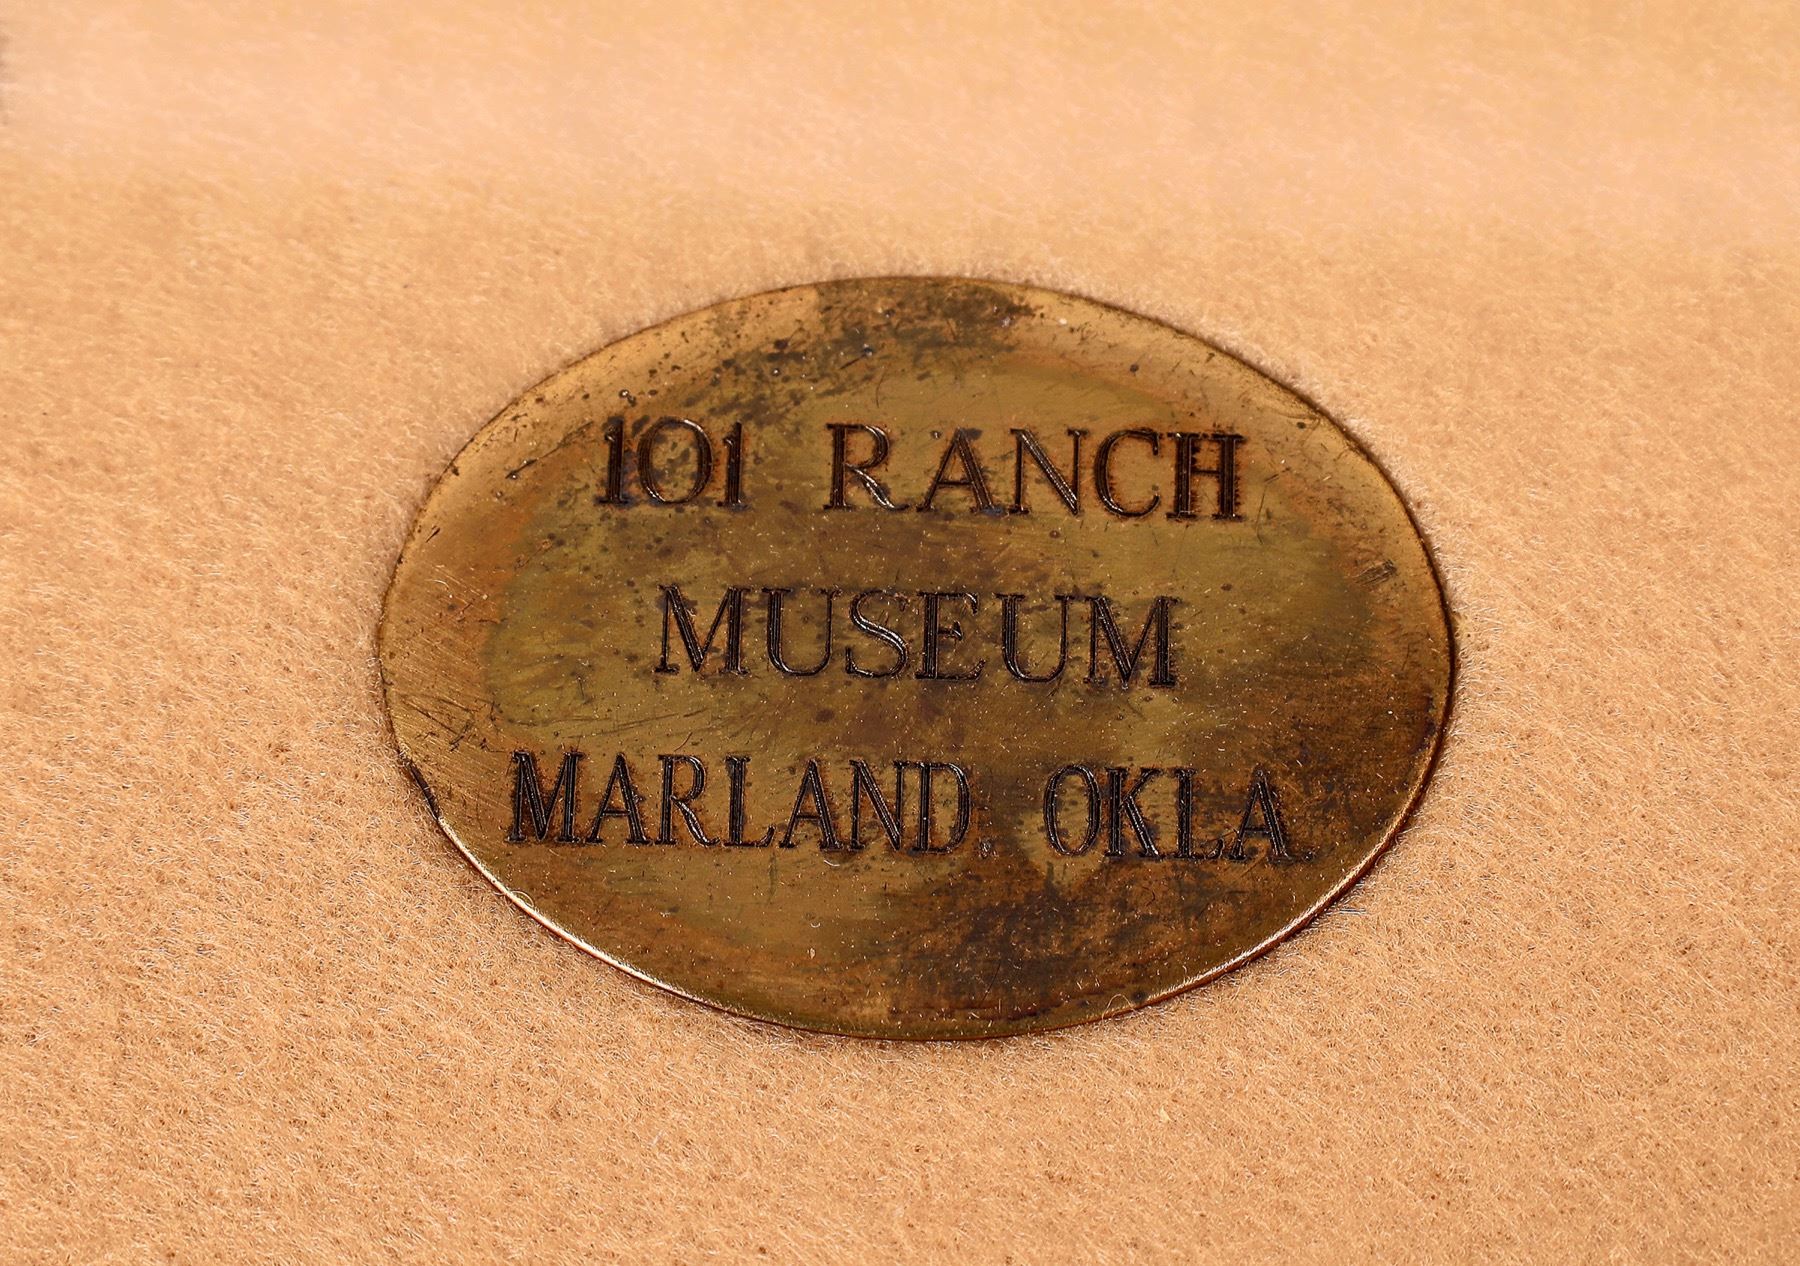 101 RANCH
MUSEUM
MARLAND OKLA.